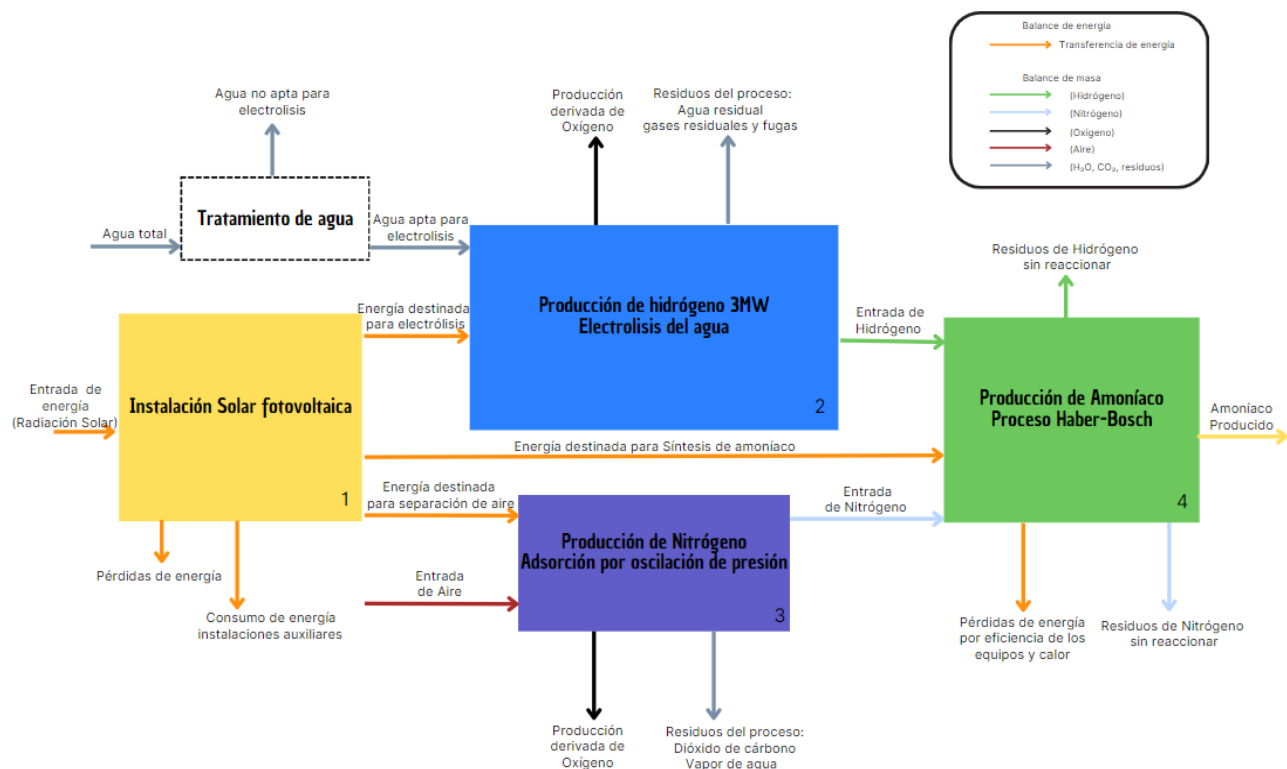 Balance de energía
Transferencia de energía
Balance de masa
(Hidrógeno)
(Nitrógeno)
(Oxígeno)
(Aire)
(H₂O, CO₂, residuos)
Agua no apta para
electrolisis
Producción
derivada de
Oxígeno
Residuos del proceso:
Agua residual
gases residuales y fugas
Tratamiento de agua
Agua total
Agua apta para
electrolisis
Producción de hidrógeno 3MW
Electrolisis del agua
2
Residuos de Hidrógeno
sin reaccionar
Energía destinada
para electrólisis
Entrada de
Hidrógeno
Entrada de
energía
(Radiación Solar)
Instalación Solar fotovoltaica
1
Producción de Amoníaco
Proceso Haber-Bosch
4
Amoníaco
Producido
Energía destinada para Síntesis de amoníaco
Energía destinada
para separación de aire
Entrada
de Nitrógeno
Producción de Nitrógeno
Adsorción por oscilación de presión
3
Pérdidas de energía
Entrada
de Aire
Consumo de energía
instalaciones auxiliares
Pérdidas de energía
por eficiencia de los
equipos y calor
Residuos de Nitrógeno
sin reaccionar
Producción
derivada de
Oxígeno
Residuos del proceso:
Dióxido de cárbono
Vapor de agua